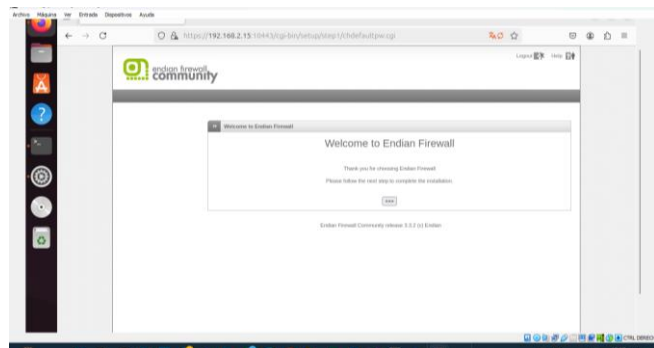 Archivo Máquina Ver Entrada Dispositivos Ayuda
https://192.168.2.15:10443/cgi-bin/setup/step1/chdefaultpw.cgi
endian firewall
community
Logout Help
>> Welcome to Endian Firewall
Welcome to Endian Firewall
Thank you for choosing Endian Firewall
Please follow the next step to complete the installation.
>>>
Endian Firewall Community release 3.3.2 (c) Endian
CTRL DERECHO